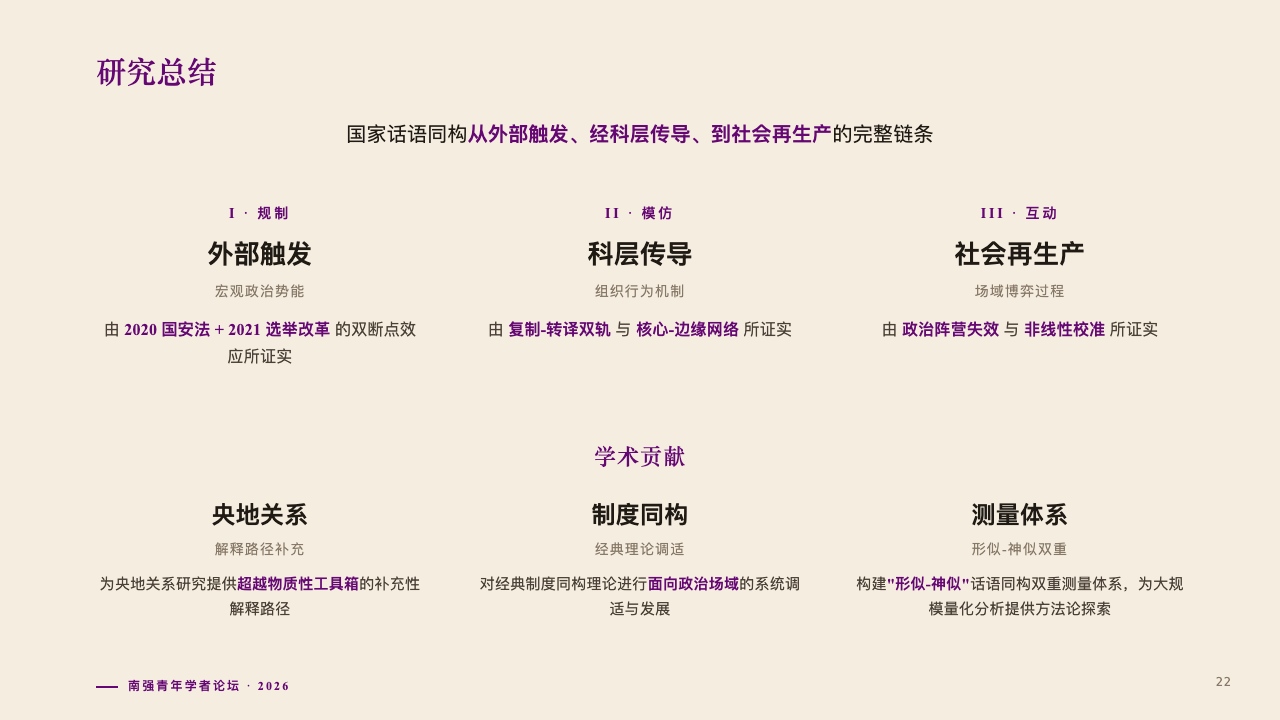 研究总结
国家话语同构从外部触发、经科层传导、到社会再生产的完整链条
I · 规制
外部触发
宏观政治势能
由 2020 国安法 + 2021 选举改革 的双断点效
应所证实
II · 模仿
科层传导
组织行为机制
由 复制-转译双轨 与 核心-边缘网络 所证实
III · 互动
社会再生产
场域博弈过程
由 政治阵营失效 与 非线性校准 所证实
学术贡献
央地关系
解释路径补充
为央地关系研究提供超越物质性工具箱的补充性
解释路径
制度同构
经典理论调适
对经典制度同构理论进行面向政治场域的系统调
适与发展
测量体系
形似-神似双重
构建"形似-神似"话语同构双重测量体系，为大规
模量化分析提供方法论探索
南强青年学者论坛 · 2026
22